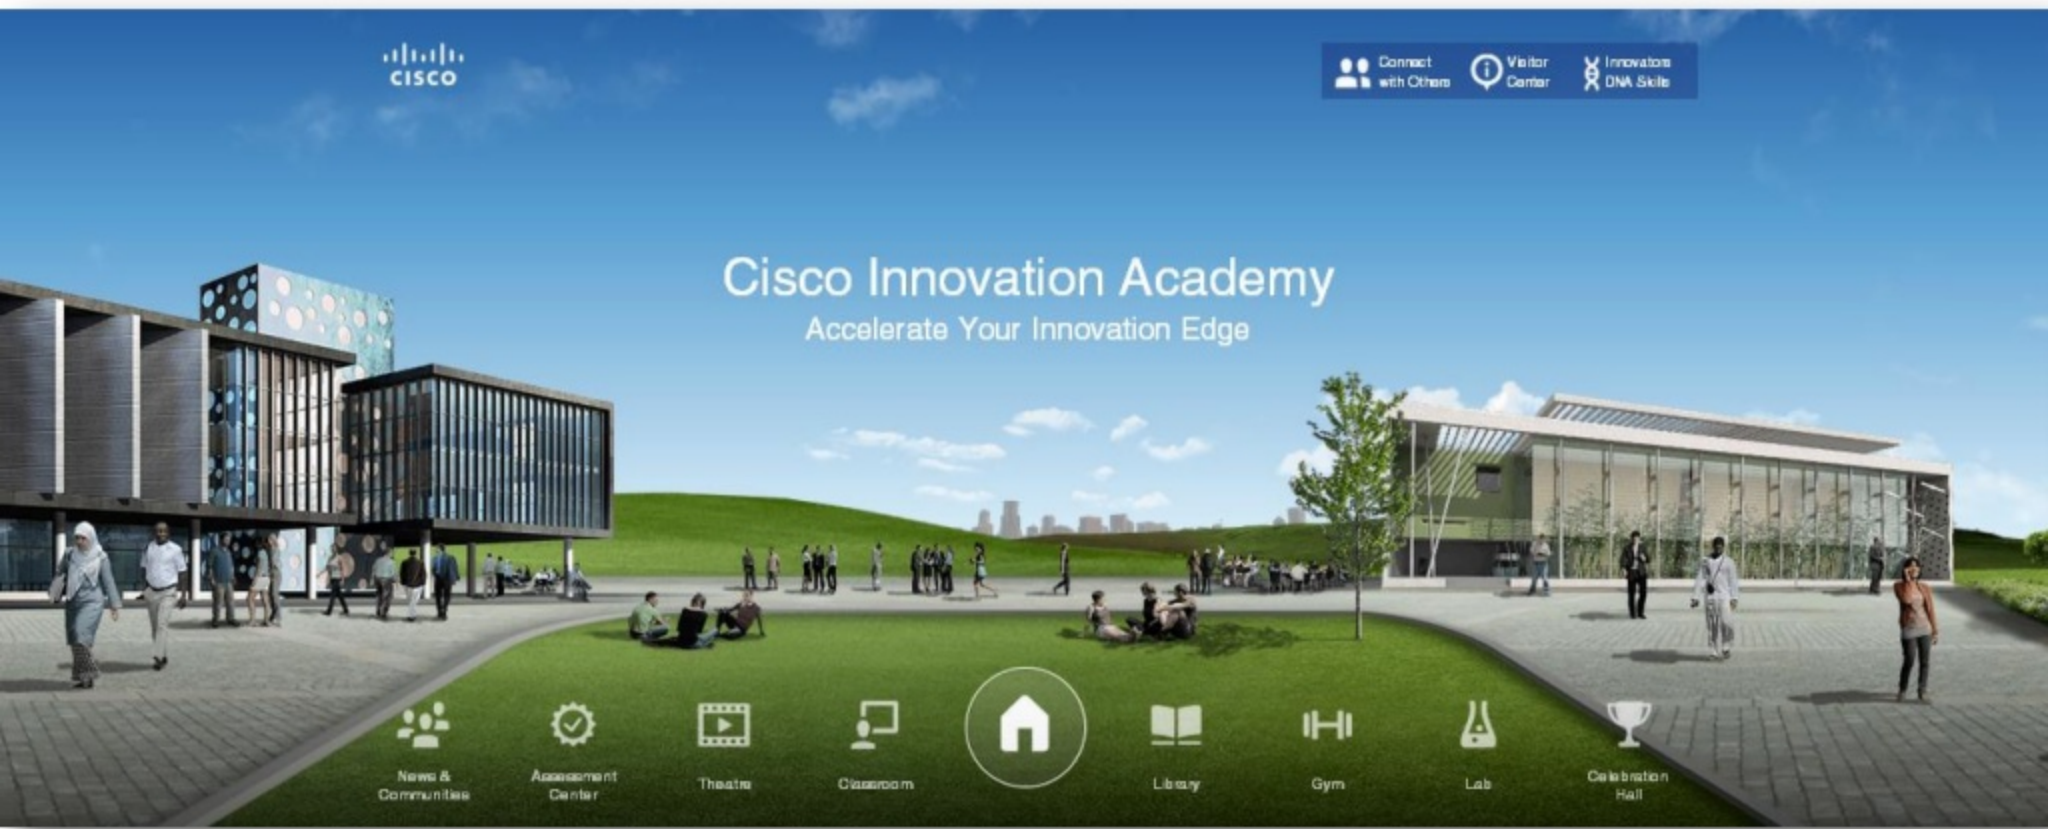 CISCO
Connect
with Others
Visitor
Center
Innovators
DNA Skills
Cisco Innovation Academy
Accelerate Your Innovation Edge
News &
Communities
Assessment
Center
Theatre
Classroom
Library
Gym
Lab
Celebration
Hall